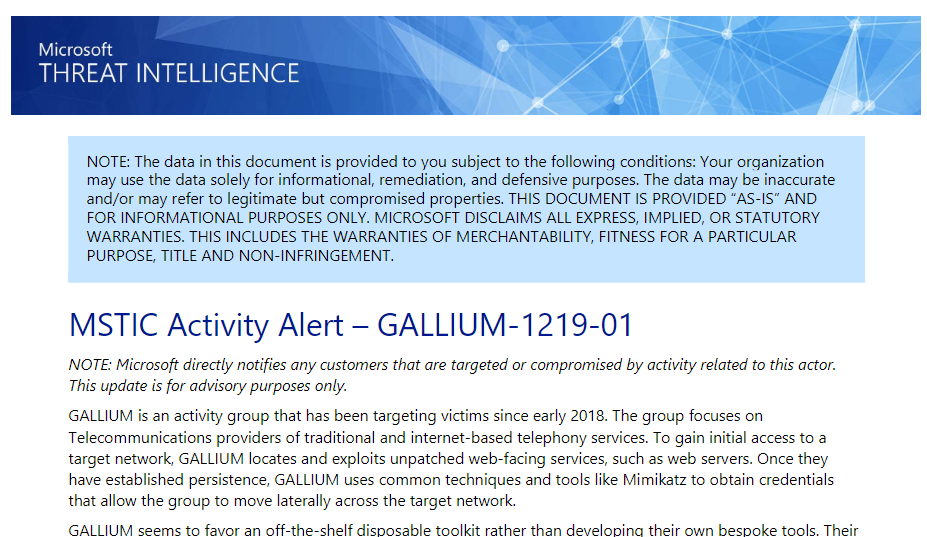 Microsoft
THREAT INTELLIGENCE
NOTE: The data in this document is provided to you subject to the following conditions: Your organization
may use the data solely for informational, remediation, and defensive purposes. The data may be inaccurate
and/or may refer to legitimate but compromised properties. THIS DOCUMENT IS PROVIDED “AS-IS” AND
FOR INFORMATIONAL PURPOSES ONLY. MICROSOFT DISCLAIMS ALL EXPRESS, IMPLIED, OR STATUTORY
WARRANTIES. THIS INCLUDES THE WARRANTIES OF MERCHANTABILITY, FITNESS FOR A PARTICULAR
PURPOSE, TITLE AND NON-INFRINGEMENT.
MSTIC Activity Alert – GALLIUM-1219-01
NOTE: Microsoft directly notifies any customers that are targeted or compromised by activity related to this actor.
This update is for advisory purposes only.
GALLIUM is an activity group that has been targeting victims since early 2018. The group focuses on
Telecommunications providers of traditional and internet-based telephony services. To gain initial access to a
target network, GALLIUM locates and exploits unpatched web-facing services, such as web servers. Once they
have established persistence, GALLIUM uses common techniques and tools like Mimikatz to obtain credentials
that allow the group to move laterally across the target network.
GALLIUM seems to favor an off-the-shelf disposable toolkit rather than developing their own bespoke tools. Their